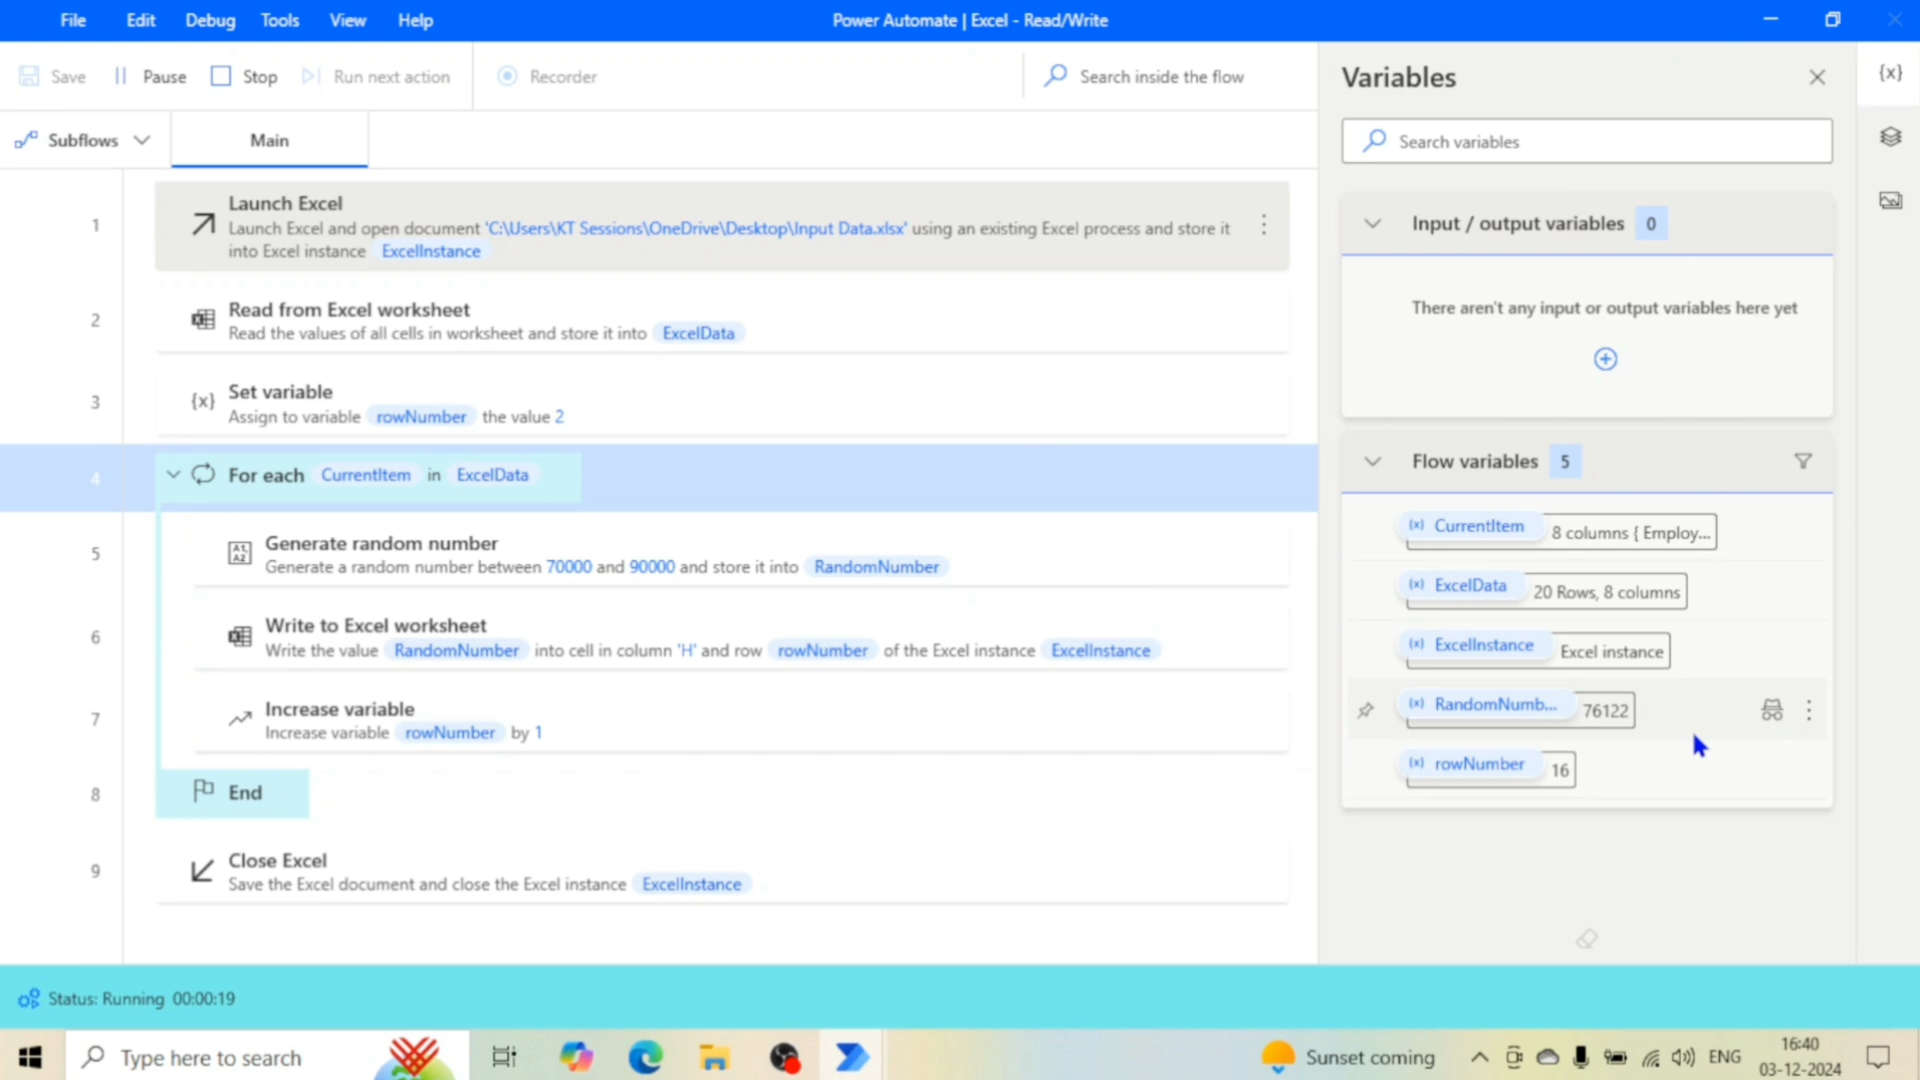 File Edit Debug Tools View Help
Power Automate | Excel - Read/Write
Save Pause Stop Run next action Recorder
Search inside the flow
Subflows Main
1
Launch Excel
Launch Excel and open document 'C:\Users\KT Sessions\OneDrive\Desktop\Input Data.xlsx' using an existing Excel process and store it
into Excel instance ExcelInstance
2
Read from Excel worksheet
Read the values of all cells in worksheet and store it into ExcelData
3
{x} Set variable
Assign to variable rowNumber the value 2
4
For each CurrentItem in ExcelData
5
Generate random number
Generate a random number between 70000 and 90000 and store it into RandomNumber
6
Write to Excel worksheet
Write the value RandomNumber into cell in column 'H' and row rowNumber of the Excel instance ExcelInstance
7
Increase variable
Increase variable rowNumber by 1
8
End
9
Close Excel
Save the Excel document and close the Excel instance ExcelInstance
Variables
{x}
Search variables
Input / output variables 0
There aren't any input or output variables here yet
Flow variables 5
(x) CurrentItem 8 columns { Employ...
(x) ExcelData 20 Rows, 8 columns
(x) ExcelInstance Excel instance
(x) RandomNumb... 76122
(x) rowNumber 16
Status: Running 00:00:19
Type here to search
Sunset coming
ENG
16:40
03-12-2024